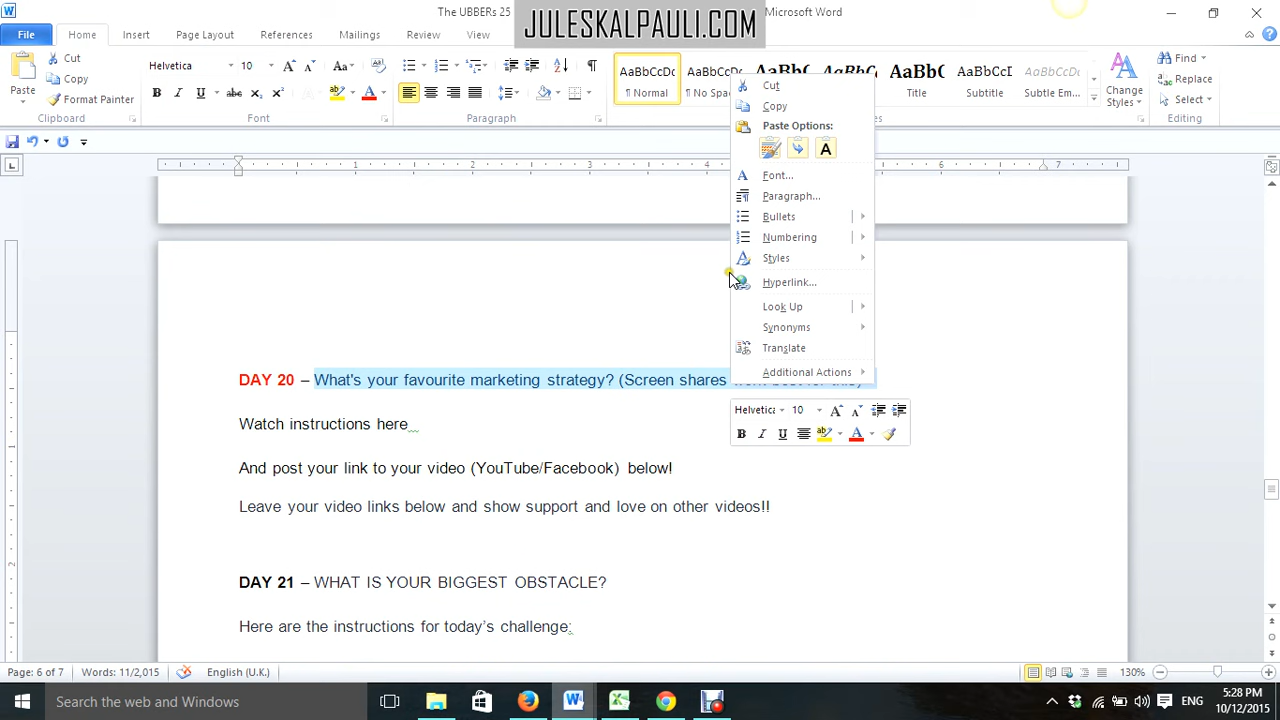 The UBBERs 25
JULESKALPAULI.COM
Microsoft Word
File
Home
Insert
Page Layout
References
Mailings
Review
View
Cut
Copy
Paste
Format Painter
Clipboard
Helvetica
10
Font
Paragraph
AaBbCcDc
¶ Normal
¶ No Spa
Title
Subtitle
Subtle Em...
Change Styles
Find
Replace
Select
Editing
Cut
Copy
Paste Options:
Font...
Paragraph...
Bullets
Numbering
Styles
Hyperlink...
Look Up
Synonyms
Translate
Additional Actions
Helvetica 10
DAY 20 – What's your favourite marketing strategy? (Screen shares
Watch instructions here
And post your link to your video (YouTube/Facebook) below!
Leave your video links below and show support and love on other videos!!
DAY 21 – WHAT IS YOUR BIGGEST OBSTACLE?
Here are the instructions for today's challenge;
Page: 6 of 7
Words: 11/2,015
English (U.K.)
130%
Search the web and Windows
ENG
5:28 PM
10/12/2015